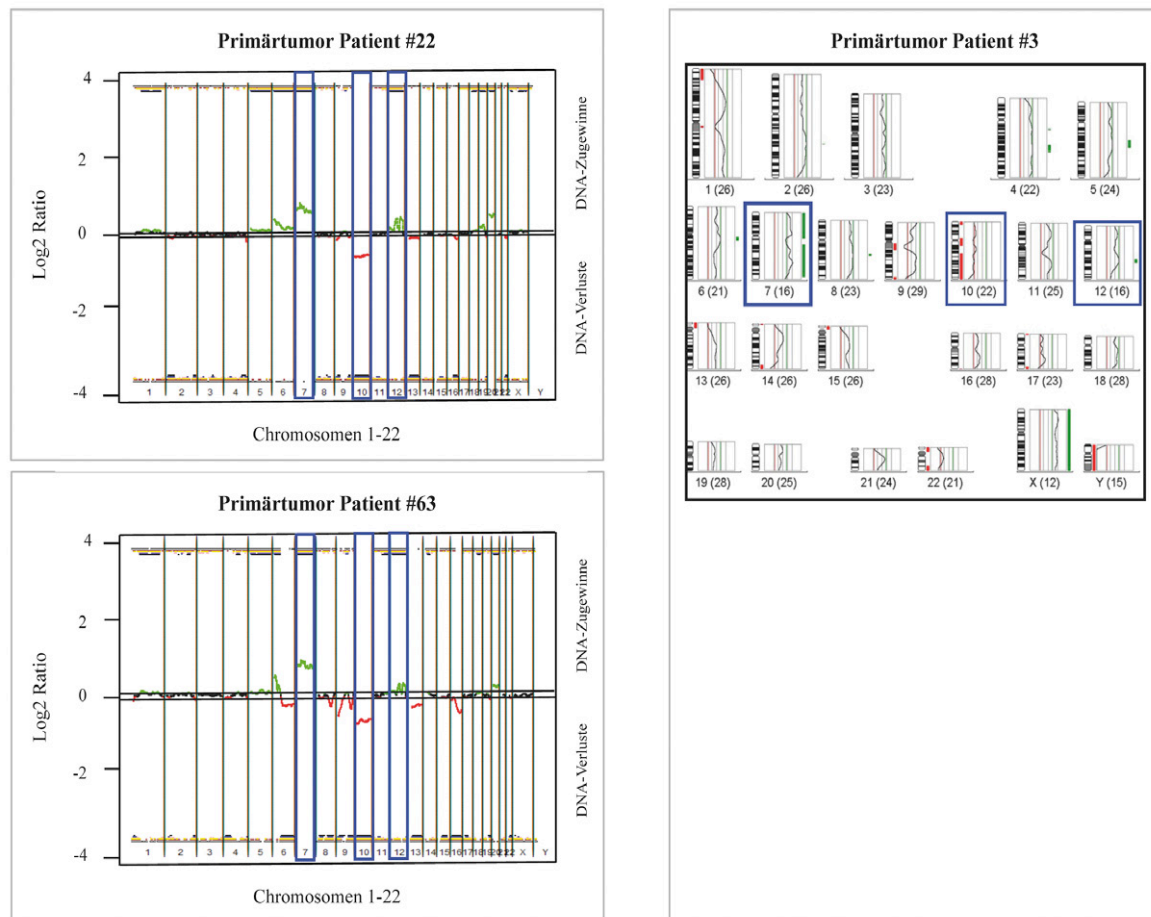 Primärtumor Patient #22
4
2
0
-2
-4
Log2 Ratio
DNA-Zugewinne
DNA-Verluste
1 2 3 4 5 6 7 8 9 10 11 12 13 14 15 16 17 18 19 20 21 22 X Y
Chromosomen 1-22
Primärtumor Patient #63
4
2
0
-2
-4
Log2 Ratio
DNA-Zugewinne
DNA-Verluste
1 2 3 4 5 6 7 8 9 10 11 12 13 14 15 16 17 18 19 20 21 22 X Y
Chromosomen 1-22
Primärtumor Patient #3
1 (26) 2 (26) 3 (23) 4 (22) 5 (24)
6 (21) 7 (16) 8 (23) 9 (29) 10 (22) 11 (25) 12 (16)
13 (26) 14 (26) 15 (26) 16 (28) 17 (23) 18 (28)
19 (28) 20 (25) 21 (24) 22 (21) X (12) Y (15)